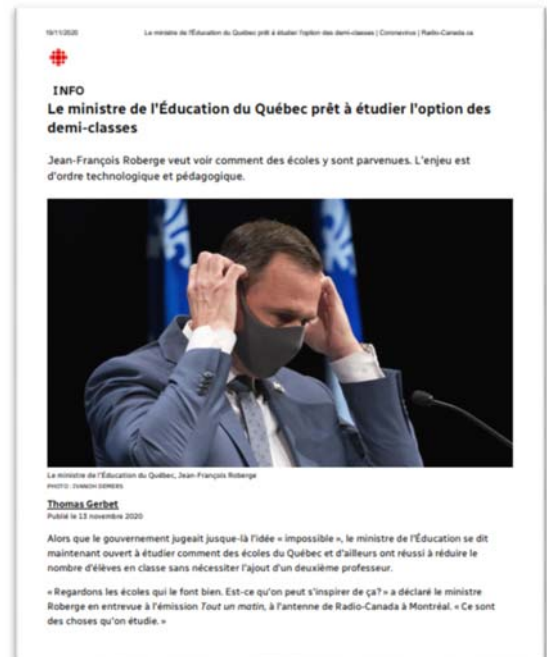 19/11/2020 Le ministre de l'Éducation du Québec prêt à étudier l'option des demi-classes | Coronavirus | Radio-Canada.ca
INFO
Le ministre de l'Éducation du Québec prêt à étudier l'option des
demi-classes
Jean-François Roberge veut voir comment des écoles y sont parvenues. L'enjeu est
d'ordre technologique et pédagogique.
Le ministre de l'Éducation du Québec, Jean-François Roberge
PHOTO : IVANOH DEMERS
Thomas Gerbet
Publié le 13 novembre 2020
Alors que le gouvernement jugeait jusque-là l'idée « impossible », le ministre de l'Éducation se dit
maintenant ouvert à étudier comment des écoles du Québec et d'ailleurs ont réussi à réduire le
nombre d'élèves en classe sans nécessiter l'ajout d'un deuxième professeur.
« Regardons les écoles qui le font bien. Est-ce qu'on peut s'inspirer de ça? » a déclaré le ministre
Roberge en entrevue à l'émission Tout un matin, à l'antenne de Radio-Canada à Montréal. « Ce sont
des choses qu'on étudie. »